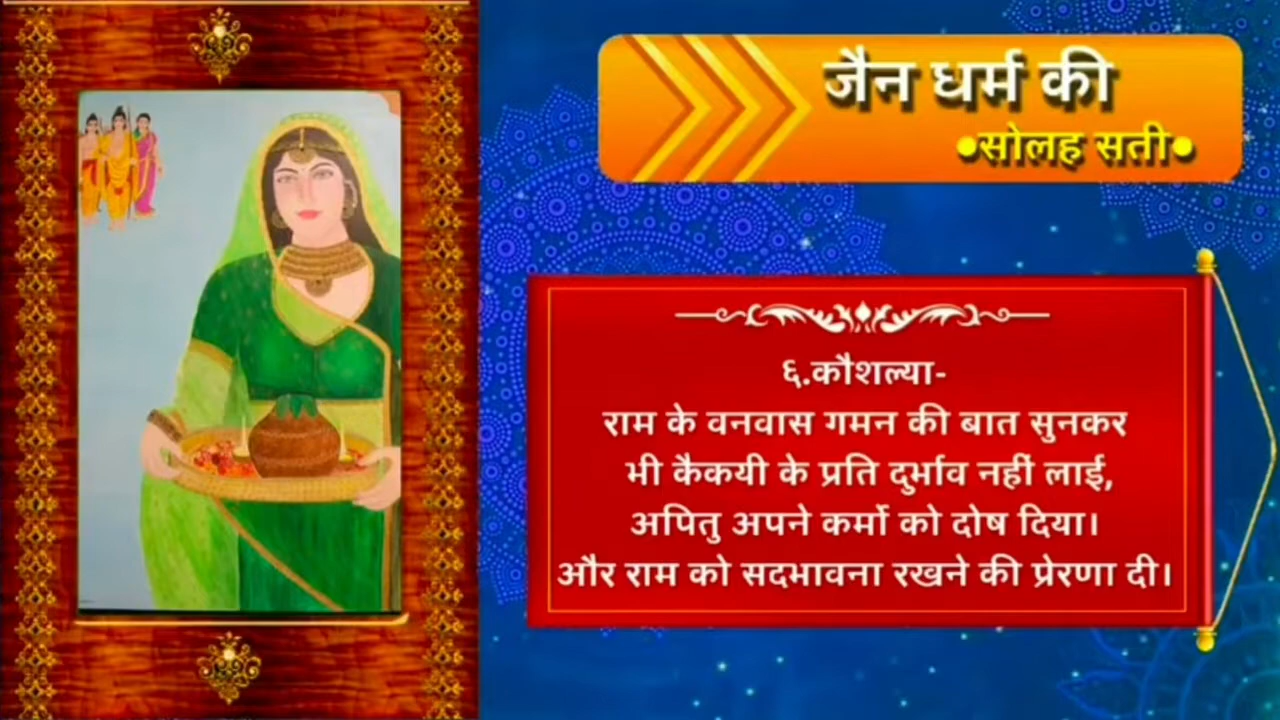 जैन धर्म की
•सोलह सती•
६.कौशल्या-
राम के वनवास गमन की बात सुनकर
भी कैकयी के प्रति दुर्भाव नहीं लाई,
अपितु अपने कर्मो को दोष दिया।
और राम को सदभावना रखने की प्रेरणा दी।